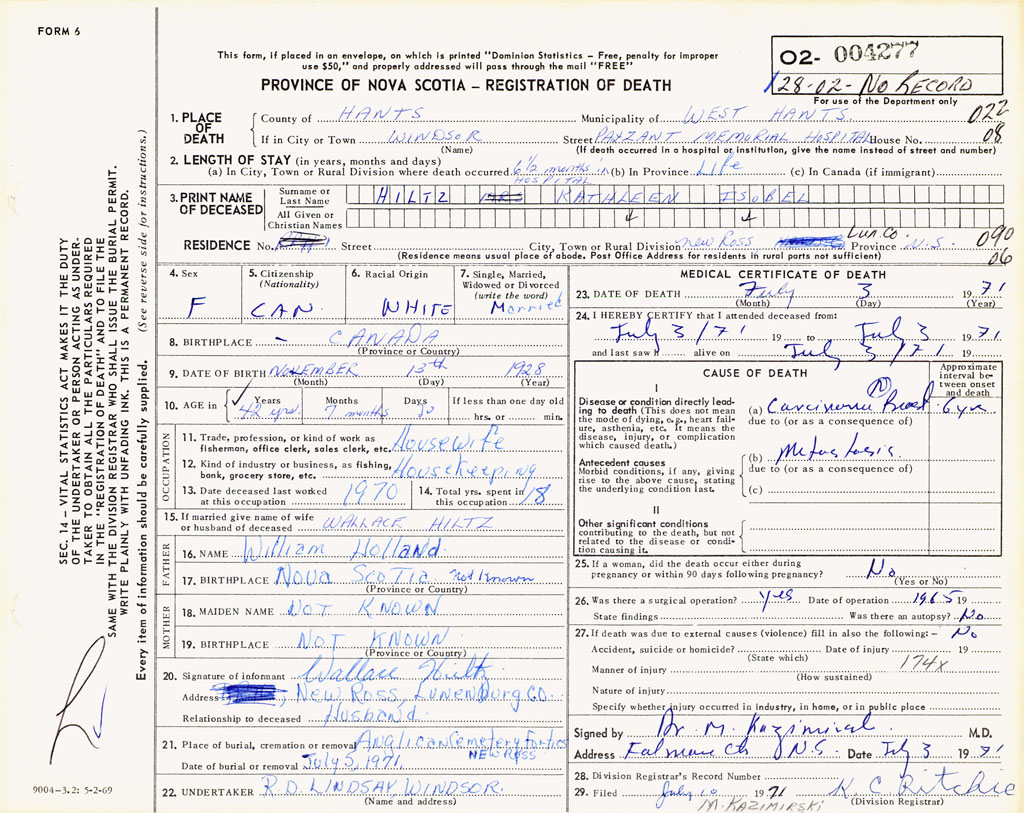 FORM 6
This form, if placed in an envelope, on which is printed "Dominion Statistics – Free, penalty for improper
use $50," and properly addressed will pass through the mail "FREE"
PROVINCE OF NOVA SCOTIA – REGISTRATION OF DEATH
O2- 004277
128-02- No RECORD
For use of the Department only
1. PLACE OF DEATH
County of HANTS Municipality of WEST HANTS 022
If in City or Town WINDSOR Street PAYZANT MEMORIAL HOSPITAL House No. 08
(Name) (If death occurred in a hospital or institution, give the name instead of street and number)
2. LENGTH OF STAY (in years, months and days)
(a) In City, Town or Rural Division where death occurred 6 1/2 months in HOSPITAL (b) In Province Life (c) In Canada (if immigrant)
3. PRINT NAME OF DECEASED
Surname or Last Name HILTZ MRS KATHLEEN ISOBEL
All Given or Christian Names
RESIDENCE No. Street City, Town or Rural Division New Ross Lun. Co. Province N.S. 090
(Residence means usual place of abode. Post Office Address for residents in rural parts not sufficient) 06
4. Sex F
5. Citizenship (Nationality) CAN.
6. Racial Origin WHITE
7. Single, Married, Widowed or Divorced (write the word) Married
8. BIRTHPLACE – CANADA
(Province or Country)
9. DATE OF BIRTH NOVEMBER 13th 1928
(Month) (Day) (Year)
10. AGE in Years Months Days If less than one day old
42 yrs. 7 months 20 hrs. or min.
OCCUPATION
11. Trade, profession, or kind of work as fisherman, office clerk, sales clerk, etc. Housewife
12. Kind of industry or business, as fishing, bank, grocery store, etc. Housekeeping
13. Date deceased last worked at this occupation 1970
14. Total yrs. spent in this occupation 18
15. If married give name of wife or husband of deceased WALLACE HILTZ
FATHER
16. NAME William Holland
17. BIRTHPLACE Nova Scotia not known
(Province or Country)
MOTHER
18. MAIDEN NAME NOT KNOWN
19. BIRTHPLACE NOT KNOWN
(Province or Country)
20. Signature of informant Wallace Hiltz
Address New Ross, Lunenburg Co.
Relationship to deceased Husband
21. Place of burial, cremation or removal Anglican Cemetery Forties
NEW ROSS
Date of burial or removal July 5, 1971
22. UNDERTAKER R.D. LINDSAY, WINDSOR.
(Name and address)
MEDICAL CERTIFICATE OF DEATH
23. DATE OF DEATH July 3 1971
(Month) (Day) (Year)
24. I HEREBY CERTIFY that I attended deceased from:
July 3/71 19 to July 3 1971
and last saw h alive on July 3/71 19
CAUSE OF DEATH
Approximate interval between onset and death
I
Disease or condition directly leading to death (This does not mean the mode of dying, e.g., heart failure, asthenia, etc. It means the disease, injury, or complication which caused death.)
(a) Carcinoma Breast 6 yrs
due to (or as a consequence of)
Antecedent causes
Morbid conditions, if any, giving rise to the above cause, stating the underlying condition last.
(b) Metastasis
due to (or as a consequence of)
(c)
II
Other significant conditions contributing to the death, but not related to the disease or condition causing it.
25. If a woman, did the death occur either during pregnancy or within 90 days following pregnancy? No
(Yes or No)
26. Was there a surgical operation? Yes Date of operation 1965 19
State findings Was there an autopsy? No
27. If death was due to external causes (violence) fill in also the following: – No
Accident, suicide or homicide? Date of injury 19
(State which) 174x
Manner of injury
(How sustained)
Nature of injury
Specify whether injury occurred in industry, in home, or in public place
Signed by Dr. M. Kazimirski M.D.
Address Falmouth N.S. Date July 3 1971
28. Division Registrar's Record Number
29. Filed July 10 1971 K. C. Ritchie
M. KAZIMIRSKI (Division Registrar)
SEC. 14 – VITAL STATISTICS ACT MAKES IT THE DUTY
OF THE UNDERTAKER OR PERSON ACTING AS UNDER-
TAKER TO OBTAIN ALL THE PARTICULARS REQUIRED
IN THE "REGISTRATION OF DEATH" AND TO FILE THE
SAME WITH THE DIVISION REGISTRAR WHO SHALL ISSUE THE BURIAL PERMIT.
WRITE PLAINLY WITH UNFADING INK. THIS IS A PERMANENT RECORD.
Every item of information should be carefully supplied. (See reverse side for instructions.)
9004-3.2: 5-2-69